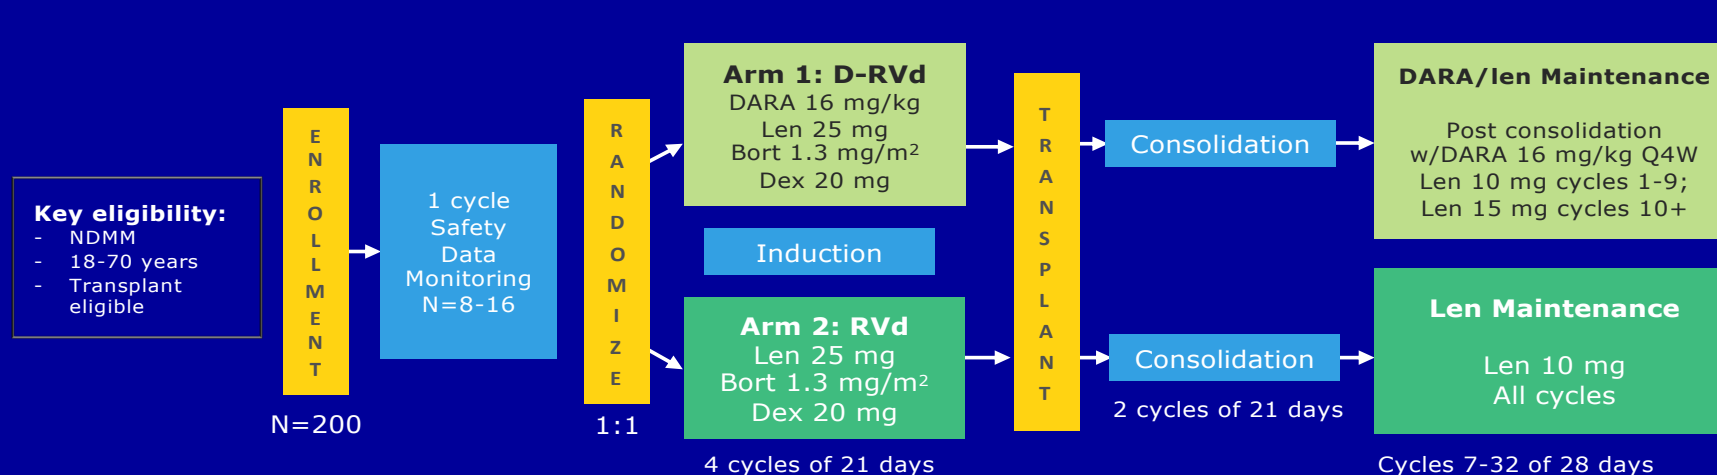 Key eligibility:
- NDMM
- 18-70 years
- Transplant
eligible
ENROLLMENT
N=200
1 cycle
Safety
Data
Monitoring
N=8-16
RANDOMIZE
1:1
Arm 1: D-RVd
DARA 16 mg/kg
Len 25 mg
Bort 1.3 mg/m²
Dex 20 mg
Induction
Arm 2: RVd
Len 25 mg
Bort 1.3 mg/m²
Dex 20 mg
4 cycles of 21 days
TRANSPLANT
Consolidation
Consolidation
2 cycles of 21 days
DARA/len Maintenance
Post consolidation
w/DARA 16 mg/kg Q4W
Len 10 mg cycles 1-9;
Len 15 mg cycles 10+
Len Maintenance
Len 10 mg
All cycles
Cycles 7-32 of 28 days